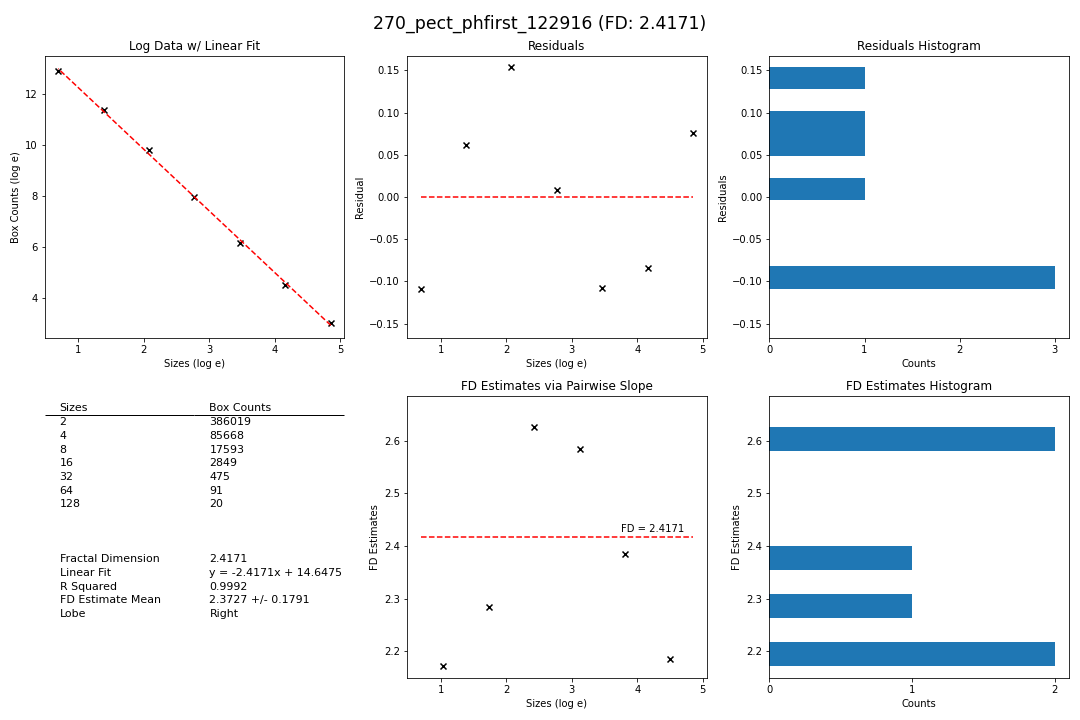 270_pect_phfirst_122916 (FD: 2.4171)
Log Data w/ Linear Fit
Box Counts (log e)
12
10
8
6
4
1 2 3 4 5
Sizes (log e)
Residuals
Residual
0.15
0.10
0.05
0.00
−0.05
−0.10
−0.15
1 2 3 4 5
Sizes (log e)
Residuals Histogram
Residuals
0.15
0.10
0.05
0.00
−0.05
−0.10
−0.15
0 1 2 3
Counts
Sizes Box Counts
2 386019
4 85668
8 17593
16 2849
32 475
64 91
128 20
Fractal Dimension 2.4171
Linear Fit y = -2.4171x + 14.6475
R Squared 0.9992
FD Estimate Mean 2.3727 +/- 0.1791
Lobe Right
FD Estimates via Pairwise Slope
FD Estimates
2.6
2.5
2.4
2.3
2.2
FD = 2.4171
1 2 3 4 5
Sizes (log e)
FD Estimates Histogram
FD Estimates
2.6
2.5
2.4
2.3
2.2
0 1 2
Counts